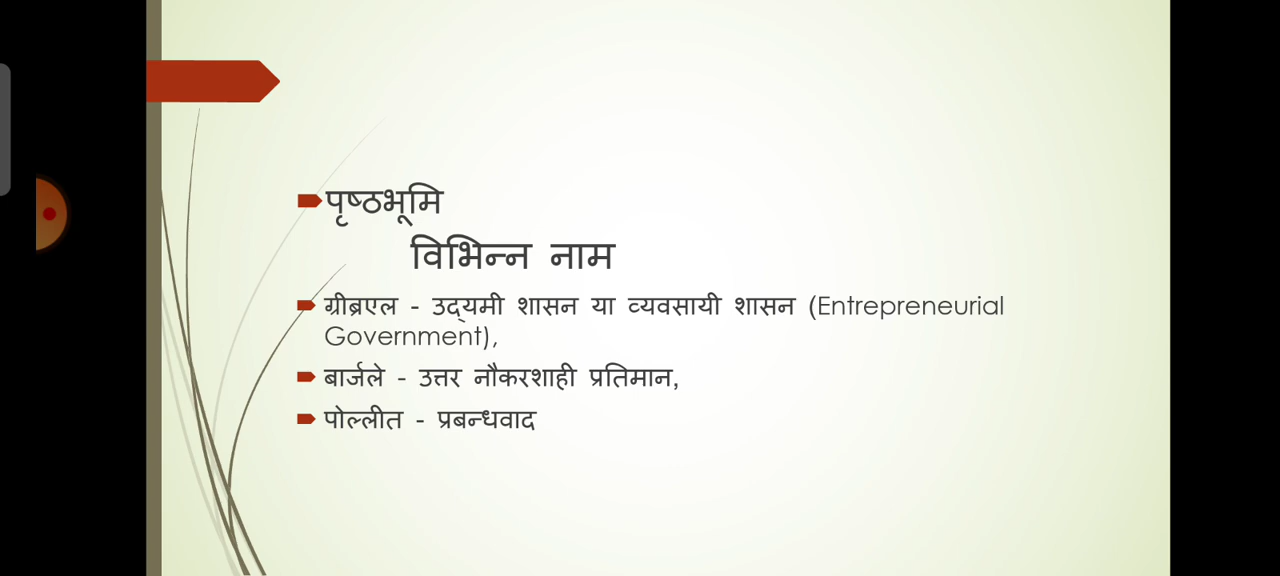 पृष्ठभूमि
विभिन्न नाम
ग्रीब्रएल - उद्यमी शासन या व्यवसायी शासन (Entrepreneurial
Government),
बार्जले - उत्तर नौकरशाही प्रतिमान,
पोल्लीत - प्रबन्धवाद